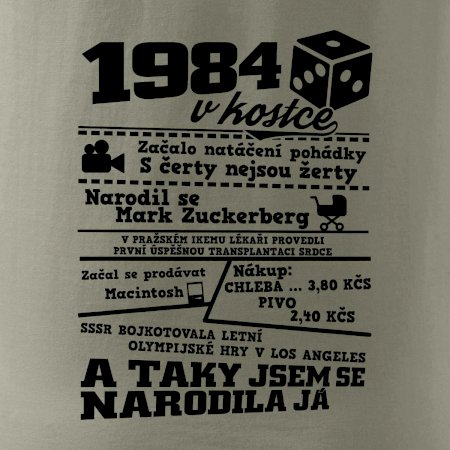 1984
v kostce
Začalo natáčení pohádky
S čerty nejsou žerty
Narodil se
Mark Zuckerberg
V PRAŽSKÉM IKEMU LÉKAŘI PROVEDLI
PRVNÍ ÚSPĚŠNOU TRANSPLANTACI SRDCE
Začal se prodávat
Macintosh
Nákup:
CHLEBA ... 3,80 KČS
PIVO
2,40 KČS
SSSR BOJKOTOVALA LETNÍ
OLYMPIJSKÉ HRY V LOS ANGELES
A TAKY JSEM SE
NARODILA JÁ